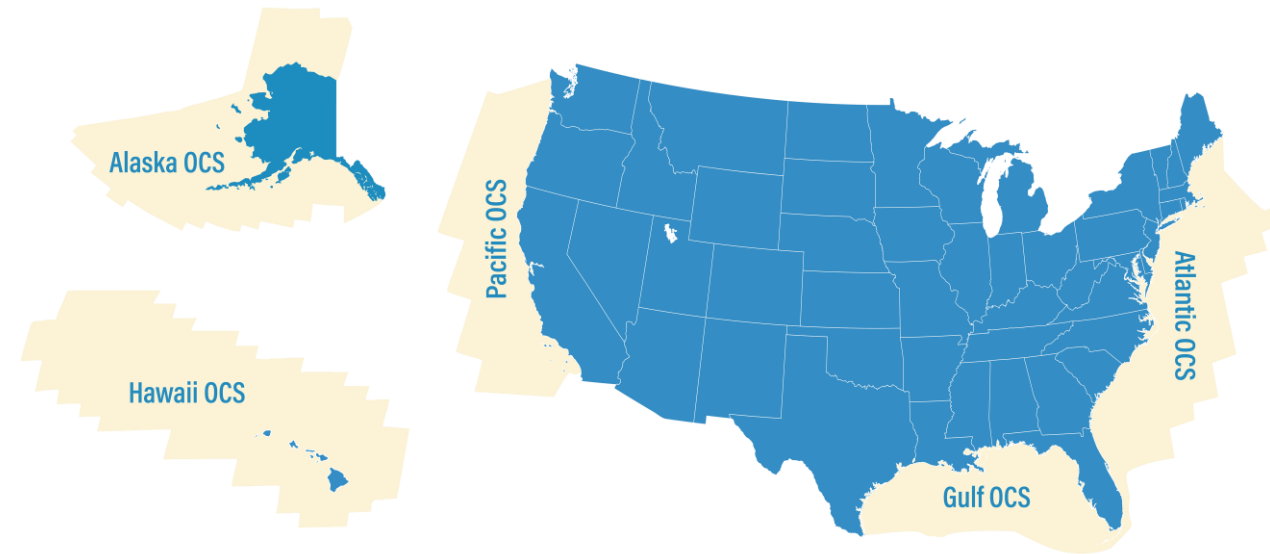 Alaska OCS
Hawaii OCS
Pacific OCS
Atlantic OCS
Gulf OCS